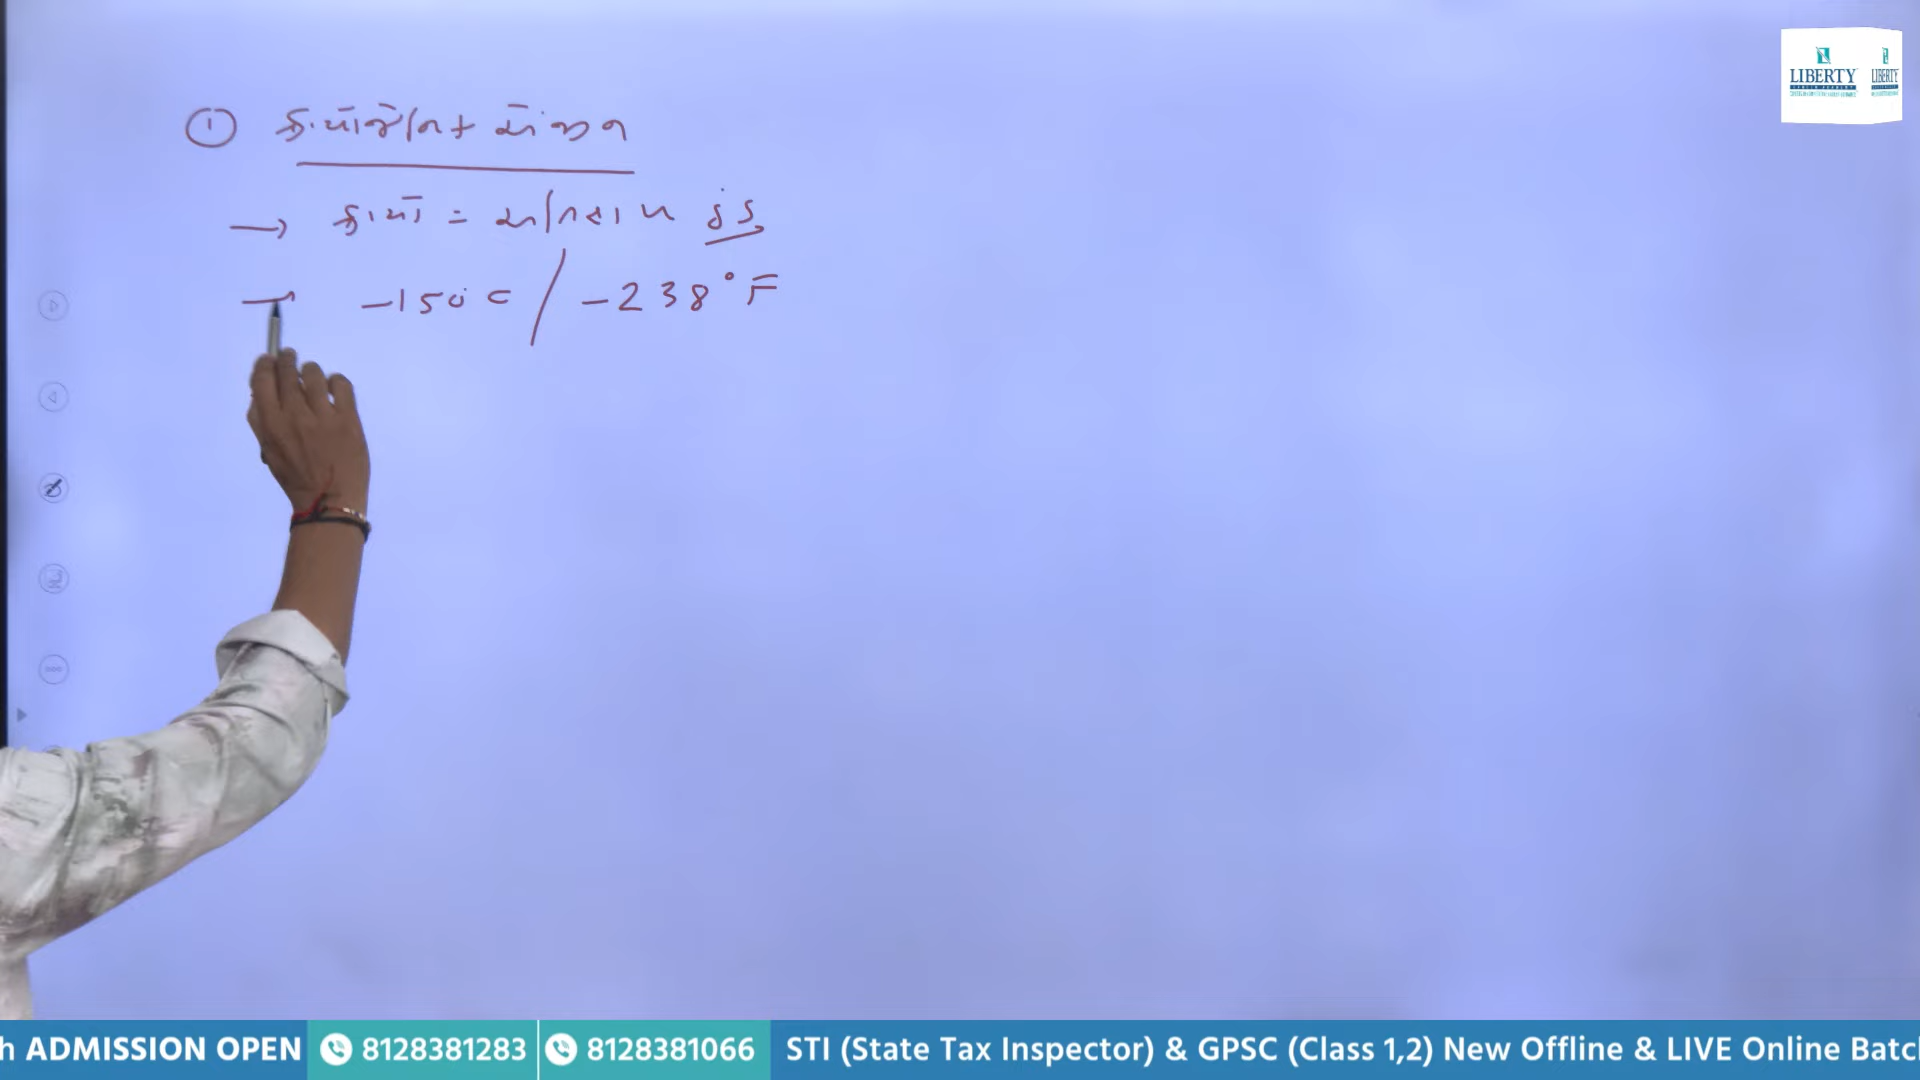 ① ક્રાયોજેનિક એંજીન
→ ક્રાયો = અતિશય ઠંડુ
→ -150° C / -238° F
LIBERTY
LIBERTY
h ADMISSION OPEN 8128381283 8128381066 STI (State Tax Inspector) & GPSC (Class 1,2) New Offline & LIVE Online Batc